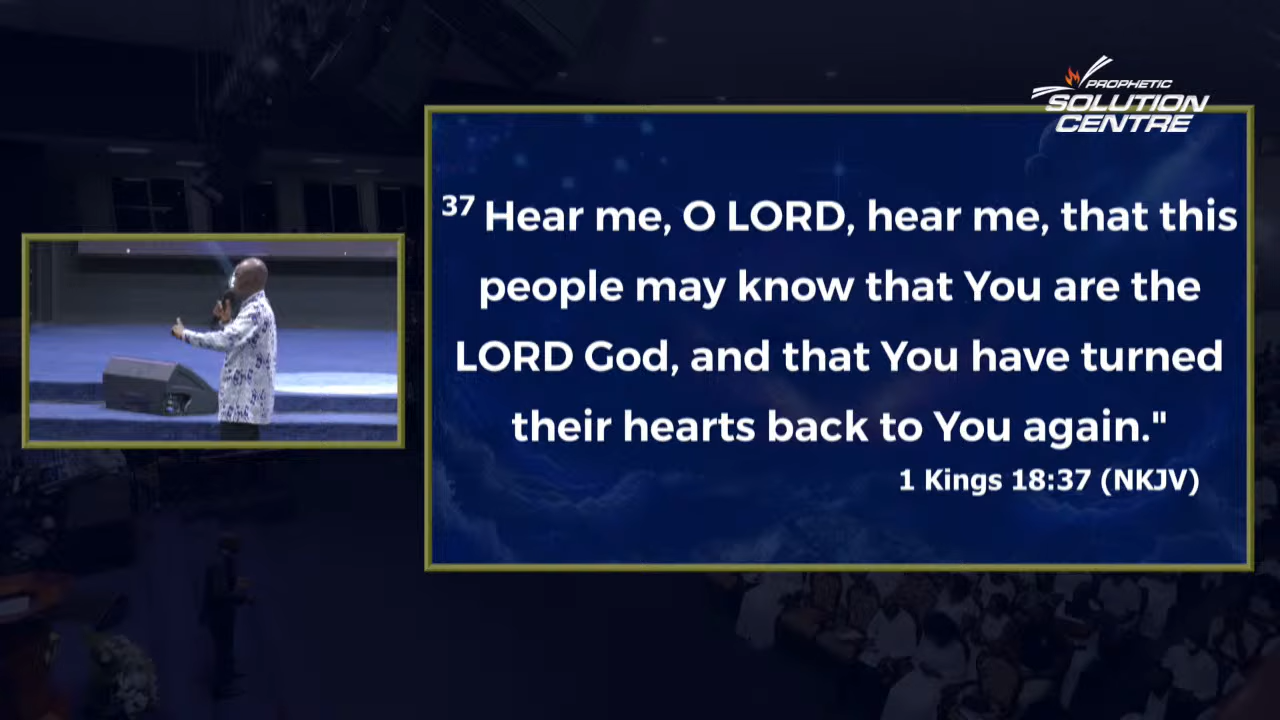 PROPHETIC
SOLUTION
CENTRE
37 Hear me, O LORD, hear me, that this
people may know that You are the
LORD God, and that You have turned
their hearts back to You again."
1 Kings 18:37 (NKJV)